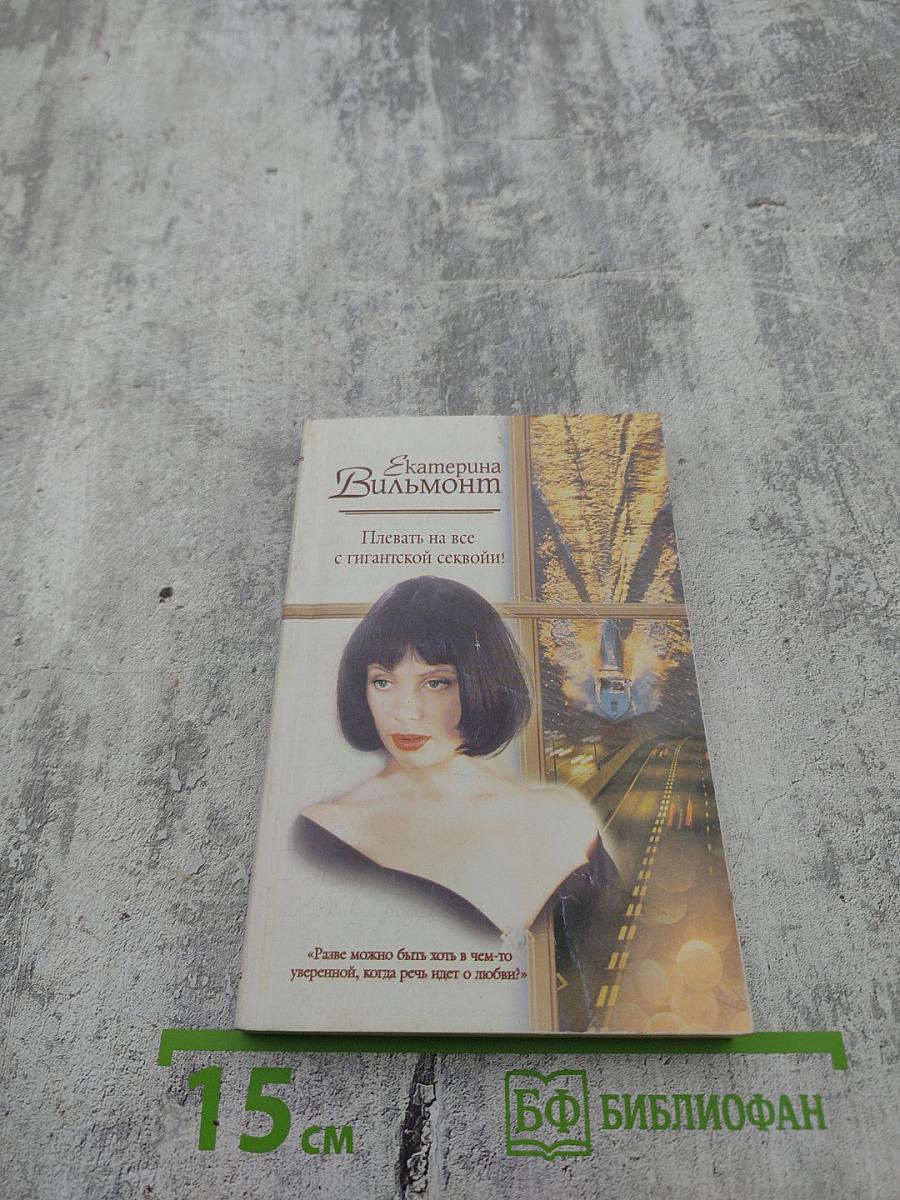 Екатерина
Вильмонт
Плевать на все
с гигантской секвойи!
«Разве можно быть хоть в чем-то
уверенной, когда речь идет о любви?»
15 см
БФ БИБЛИОФАН